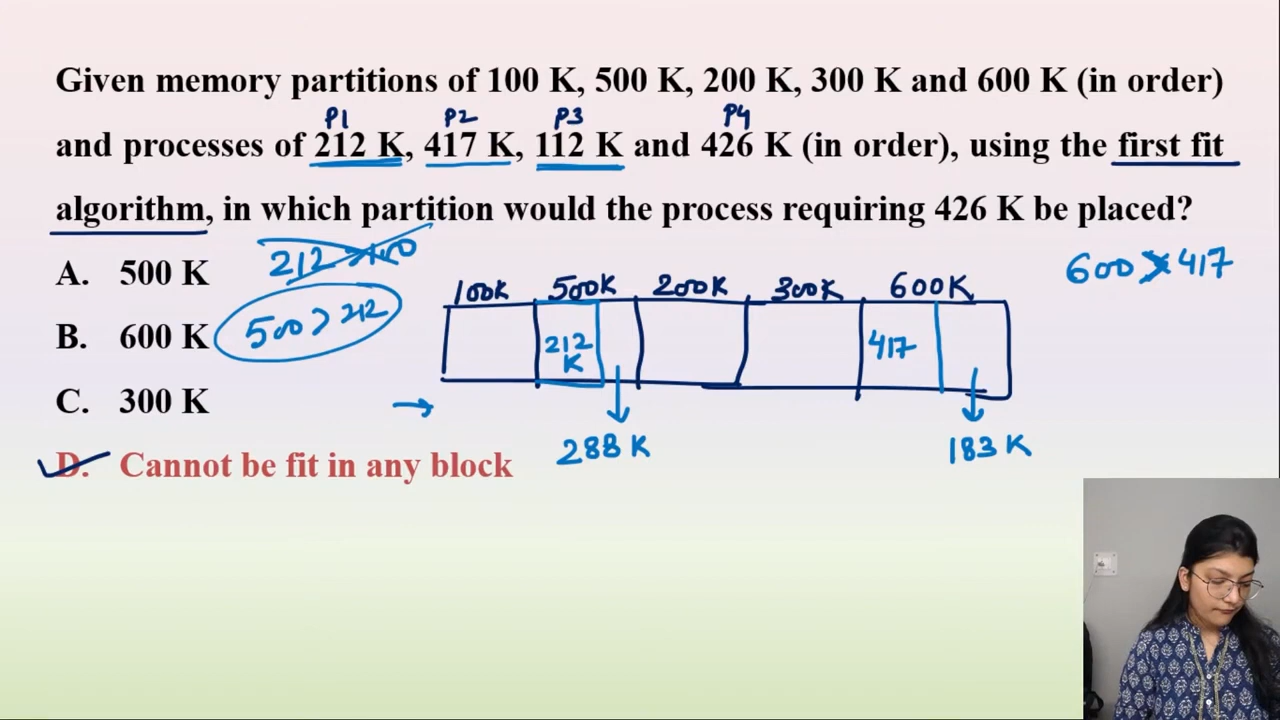 Given memory partitions of 100 K, 500 K, 200 K, 300 K and 600 K (in order)
P1 P2 P3 P4
and processes of 212 K, 417 K, 112 K and 426 K (in order), using the first fit
algorithm, in which partition would the process requiring 426 K be placed?
A. 500 K
B. 600 K
C. 300 K
D. Cannot be fit in any block
212
500 > 212
600 > 417
100K 500K 200K 300K 600K
212 K 417
288 K 183 K